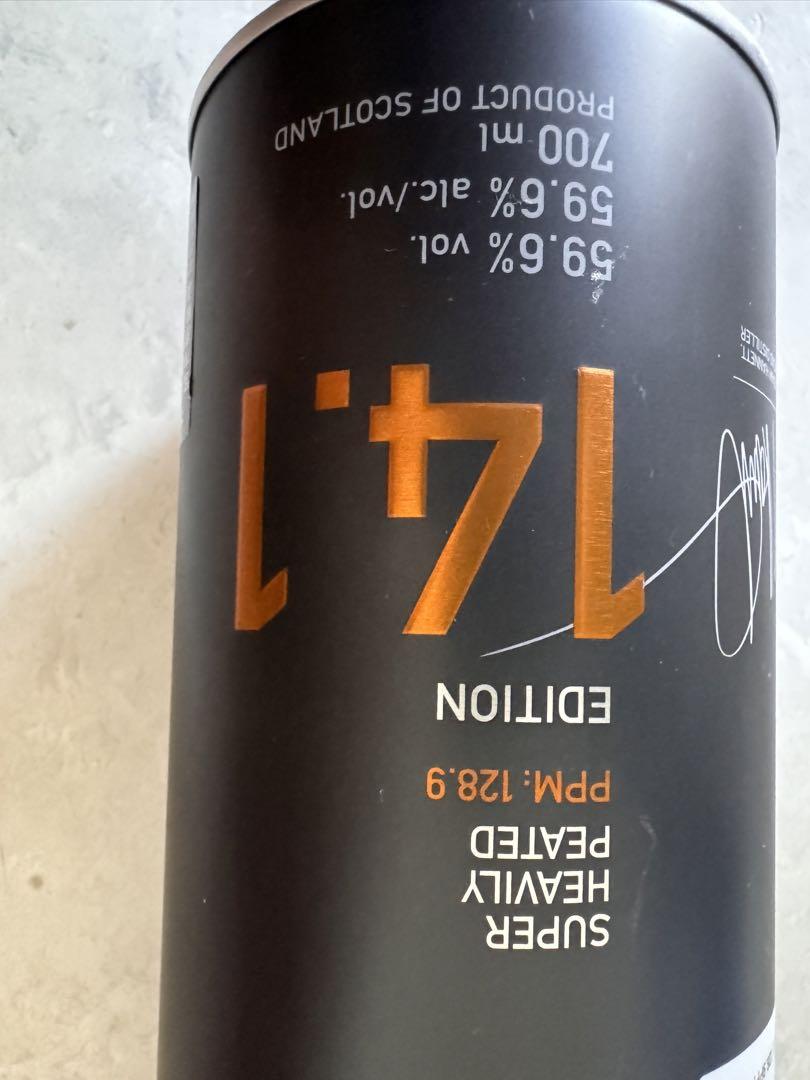 SUPER
HEAVILY
PEATED
PPM: 128.9
EDITION
14.1
59.6% vol.
59.6% alc./vol.
700 ml
PRODUCT OF SCOTLAND